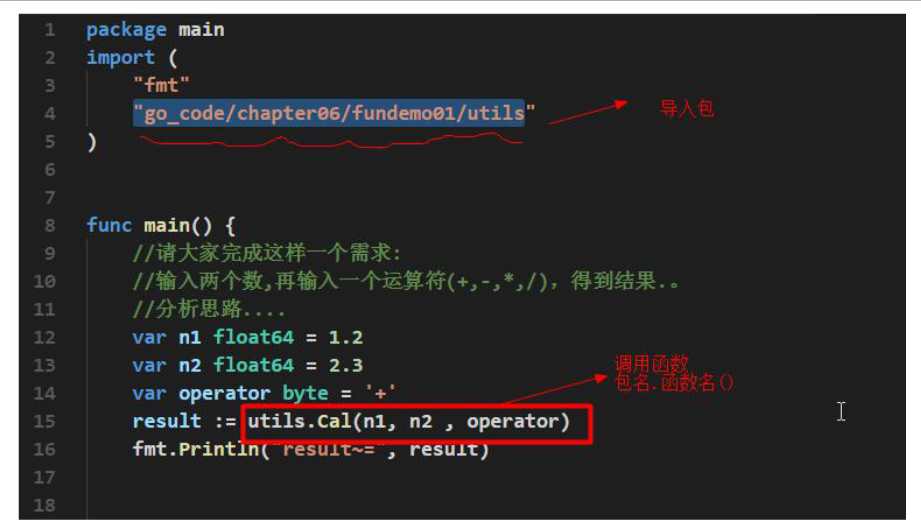 1 package main
2 import (
3 "fmt"
4 "go_code/chapter06/fundemo01/utils" 导入包
5 )
6
7
8 func main() {
9 //请大家完成这样一个需求:
10 //输入两个数,再输入一个运算符(+,-,*,/)，得到结果.。
11 //分析思路....
12 var n1 float64 = 1.2
13 var n2 float64 = 2.3
调用函数
包名.函数名()
14 var operator byte = '+'
15 result := utils.Cal(n1, n2 , operator)
16 fmt.Println("result~=", result)
17
18